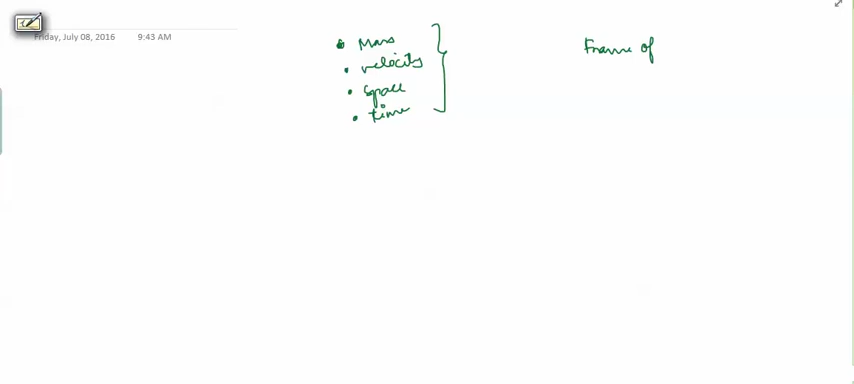 Friday, July 08, 2016 9:43 AM
• Mass
• velocity
• space
• time
Frame of